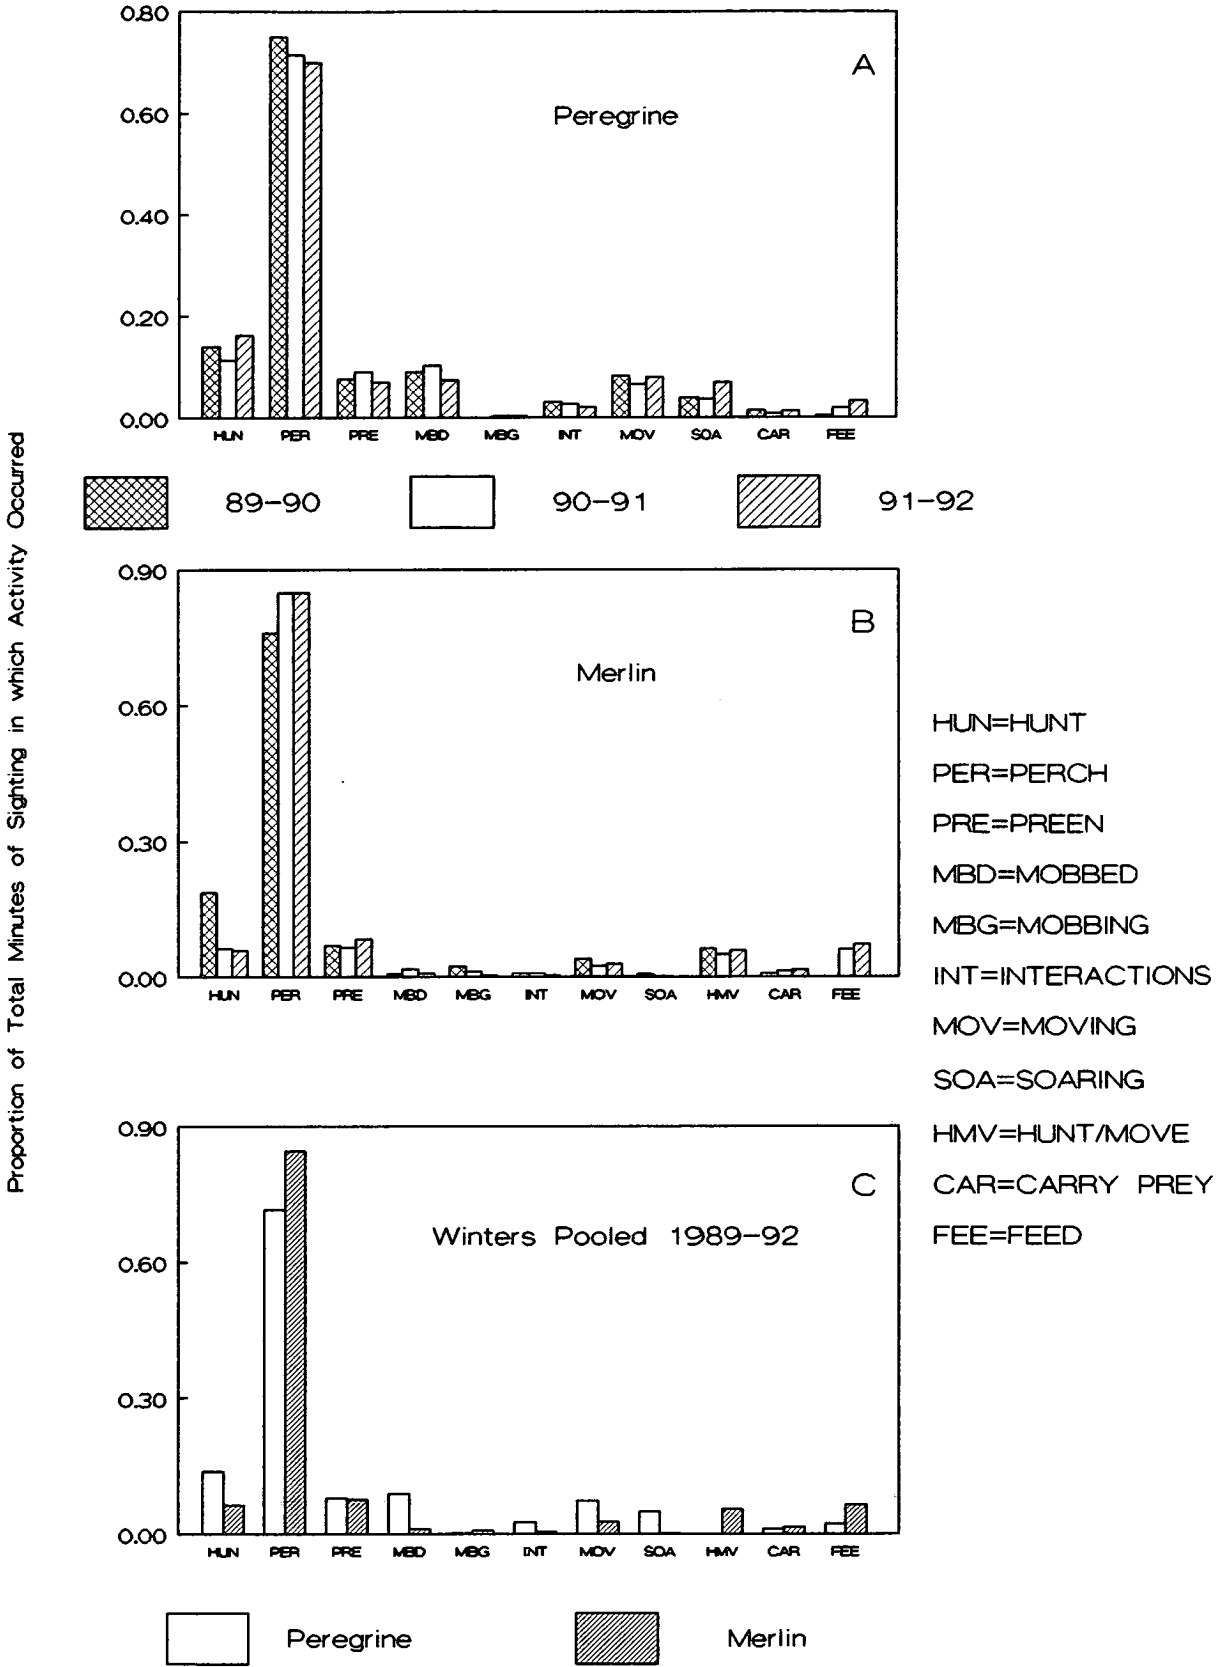 Proportion of Total Minutes of Sighting in which Activity Occurred
0.80
A
Peregrine
0.60
0.40
0.20
0.00
HUN PER PRE MBD MBG INT MOV SOA CAR FEE
89-90 90-91 91-92
0.90
B
Merlin
0.60
0.30
0.00
HUN PER PRE MBD MBG INT MOV SOA HMV CAR FEE
HUN=HUNT
PER=PERCH
PRE=PREEN
MBD=MOBBED
MBG=MOBBING
INT=INTERACTIONS
MOV=MOVING
SOA=SOARING
HMV=HUNT/MOVE
CAR=CARRY PREY
FEE=FEED
0.90
C
Winters Pooled 1989-92
0.60
0.30
0.00
HUN PER PRE MBD MBG INT MOV SOA HMV CAR FEE
Peregrine Merlin